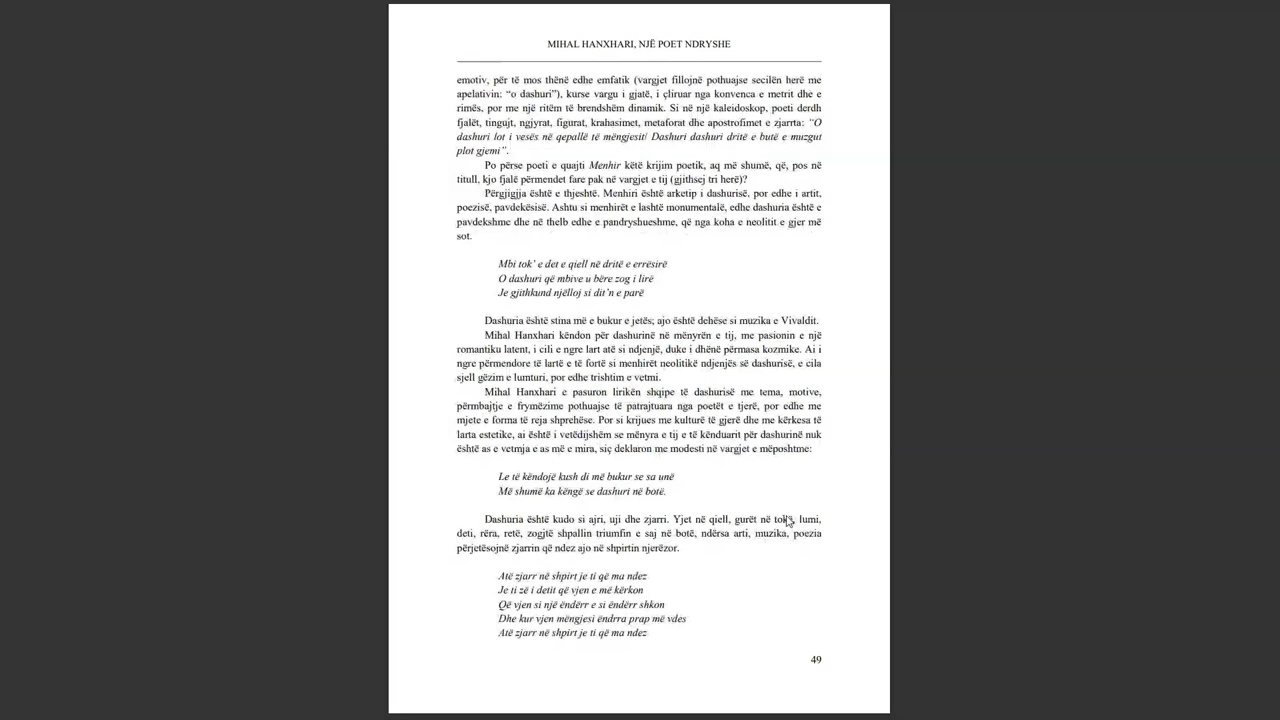 MIHAL HANXHARI, NJË POET NDRYSHE
emotiv, për të mos thënë edhe emfatik (vargjet fillojnë pothuajse secilën herë me
apelativin: “o dashuri”), kurse vargu i gjatë, i çliruar nga konvenca e metrit dhe e
rimës, por me një ritëm të brendshëm dinamik. Si në një kaleidoskop, poeti derdh
fjalët, tingujt, ngjyrat, figurat, krahasimet, metaforat dhe apostrofimet e zjarrta: “O
dashuri lot i vesës në qepallë të mëngjesit/ Dashuri dashuri dritë e butë e muzgut
plot gjemi”.
Po përse poeti e quajti Menhir këtë krijim poetik, aq më shumë, që, pos në
titull, kjo fjalë përmendet fare pak në vargjet e tij (gjithsej tri herë)?
Përgjigjja është e thjeshtë. Menhiri është arketip i dashurisë, por edhe i artit,
poezisë, pavdekësisë. Ashtu si menhirët e lashtë monumentalë, edhe dashuria është e
pavdekshme dhe në thelb edhe e pandryshueshme, që nga koha e neolitit e gjer më
sot.
Mbi tok’ e det e qiell në dritë e errësirë
O dashuri që mbive u bëre zog i lirë
Je gjithkund njëlloj si dit’n e parë
Dashuria është stina më e bukur e jetës; ajo është dehëse si muzika e Vivaldit.
Mihal Hanxhari këndon për dashurinë në mënyrën e tij, me pasionin e një
romantiku latent, i cili e ngre lart atë si ndjenjë, duke i dhënë përmasa kozmike. Ai i
ngre përmendore të lartë e të fortë si menhirët neolitikë ndjenjës së dashurisë, e cila
sjell gëzim e lumturi, por edhe trishtim e vetmi.
Mihal Hanxhari e pasuron lirikën shqipe të dashurisë me tema, motive,
përmbajtje e frymëzime pothuajse të patrajtuara nga poetët e tjerë, por edhe me
mjete e forma të reja shprehëse. Por si krijues me kulturë të gjerë dhe me kërkesa të
larta estetike, ai është i vetëdijshëm se mënyra e tij e të kënduarit për dashurinë nuk
është as e vetmja e as më e mira, siç deklaron me modesti në vargjet e mëposhtme:
Le të këndojë kush di më bukur se sa unë
Më shumë ka këngë se dashuri në botë.
Dashuria është kudo si ajri, uji dhe zjarri. Yjet në qiell, gurët në tokë, lumi,
deti, rëra, retë, zogjtë shpallin triumfin e saj në botë, ndërsa arti, muzika, poezia
përjetësojnë zjarrin që ndez ajo në shpirtin njerëzor.
Atë zjarr në shpirt je ti që ma ndez
Je ti zë i detit që vjen e më kërkon
Që vjen si një ëndërr e si ëndërr shkon
Dhe kur vjen mëngjesi ëndrra prap më vdes
Atë zjarr në shpirt je ti që ma ndez
49